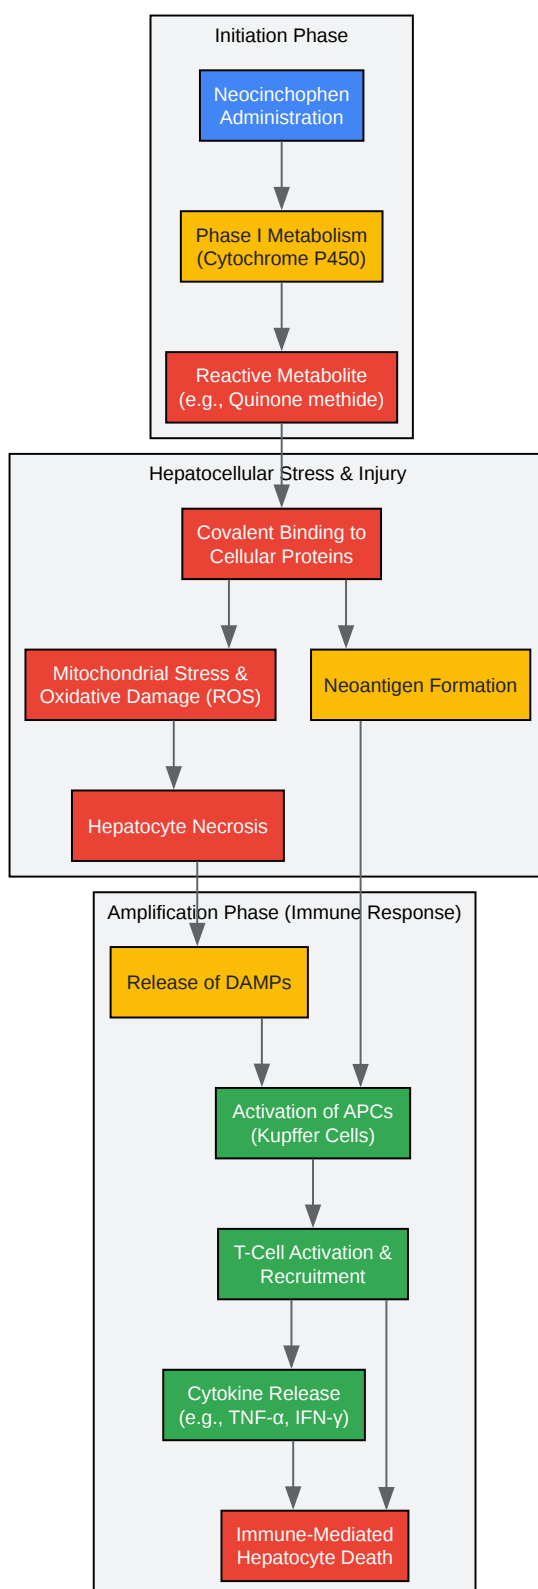 Initiation Phase
Neocinchophen
Administration
Phase I Metabolism
(Cytochrome P450)
Reactive Metabolite
(e.g., Quinone methide)
Hepatocellular Stress & Injury
Covalent Binding to
Cellular Proteins
Mitochondrial Stress &
Oxidative Damage (ROS)
Neoantigen Formation
Hepatocyte Necrosis
Amplification Phase (Immune Response)
Release of DAMPs
Activation of APCs
(Kupffer Cells)
T-Cell Activation &
Recruitment
Cytokine Release
(e.g., TNF-α, IFN-γ)
Immune-Mediated
Hepatocyte Death